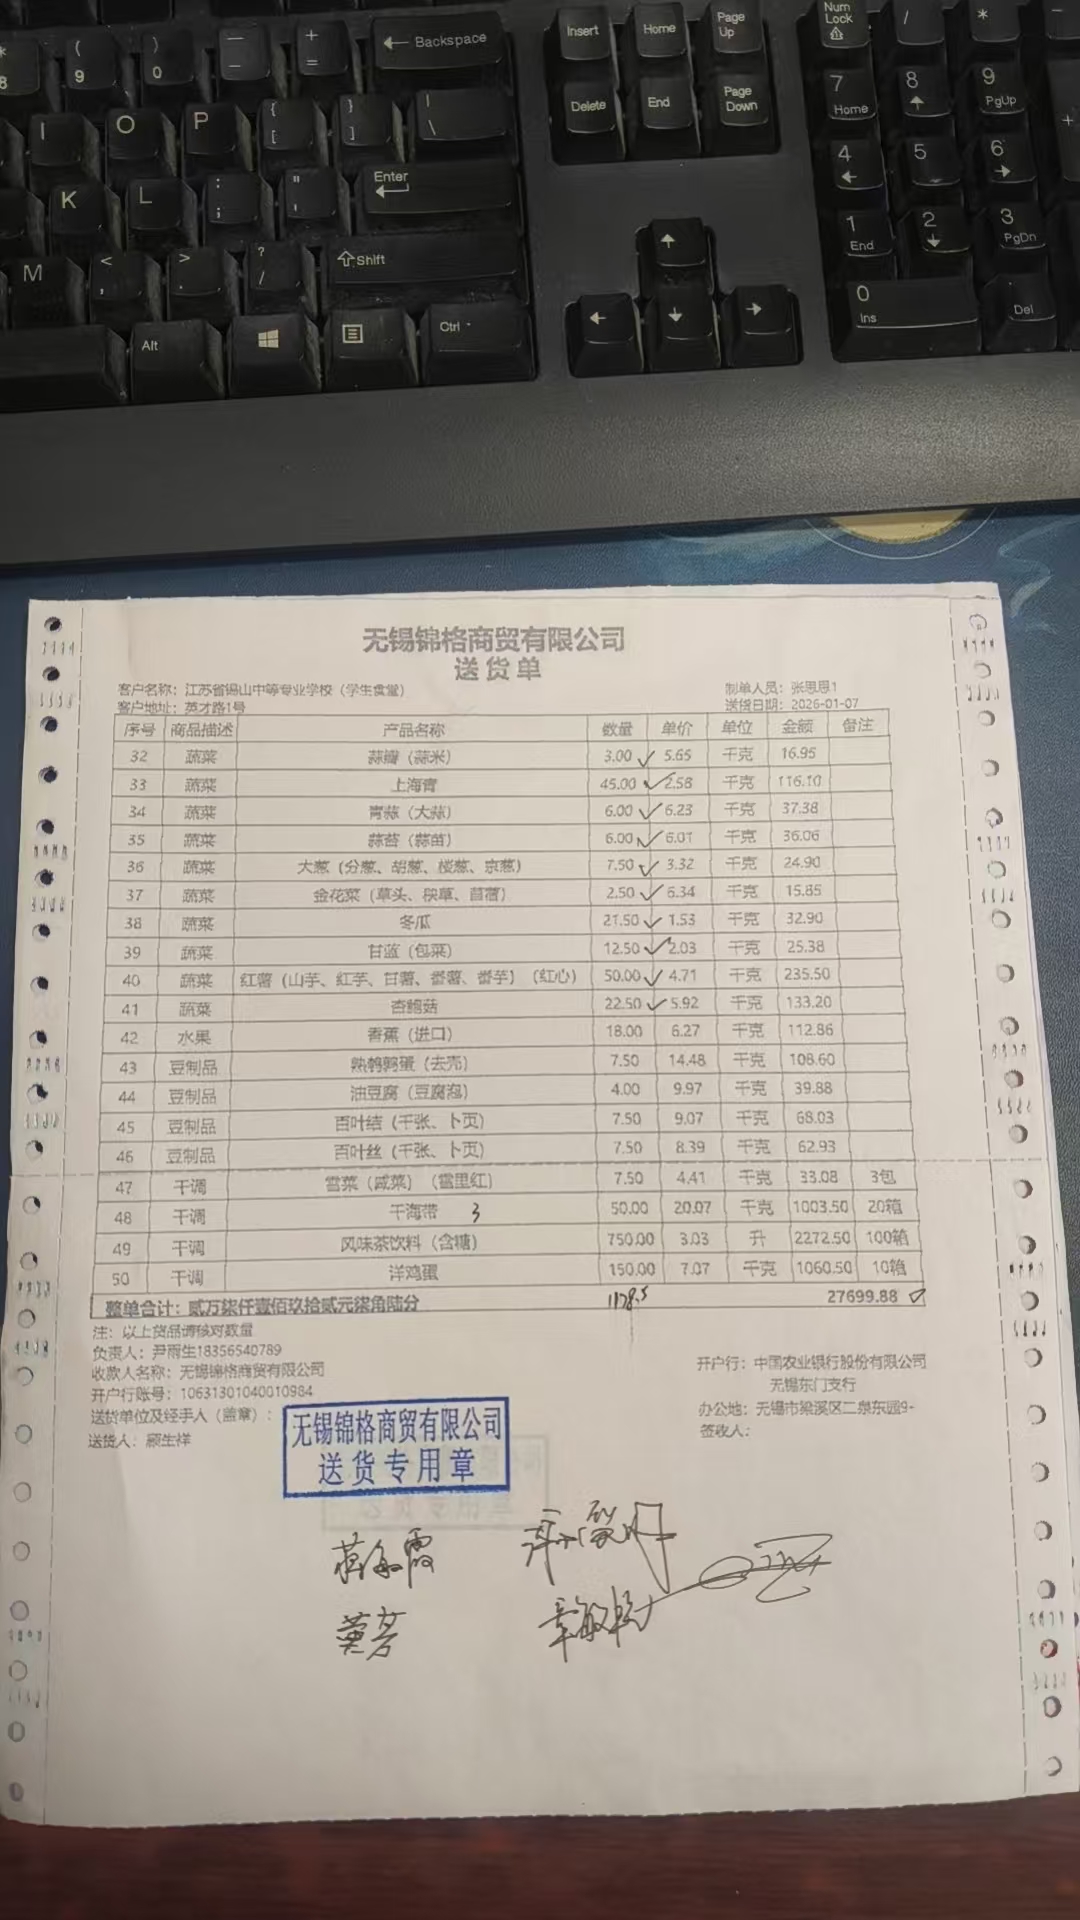 ( 9
) 0
— -
+ =
← Backspace
Insert
Home
Page Up
Num Lock
/
*
I
O
P
{ [
} ]
| \
Delete
End
Page Down
7 Home
8
9 PgUp
+
K
L
: ;
" '
Enter
4
5
6
M
< ,
> .
? /
Shift
1 End
2
3 PgDn
Alt
Ctrl
0 Ins
Del
无锡锦格商贸有限公司
送货单
客户名称：江苏省锡山中等专业学校（学生食堂） 制单人员：张思恩1
客户地址：英才路1号 送货日期：2026-01-07
序号 商品描述 产品名称 数量 单价 单位 金额 备注
32 蔬菜 蒜瓣（蒜米） 3.00 ✓ 5.65 千克 16.95
33 蔬菜 上海青 45.00 ✓ 2.58 千克 116.10
34 蔬菜 青蒜（大蒜） 6.00 ✓ 6.23 千克 37.38
35 蔬菜 蒜苔（蒜苗） 6.00 ✓ 6.01 千克 36.06
36 蔬菜 大葱（分葱、胡葱、楼葱、京葱） 7.50 ✓ 3.32 千克 24.90
37 蔬菜 金花菜（草头、秧草、苜蓿） 2.50 ✓ 6.34 千克 15.85
38 蔬菜 冬瓜 21.50 ✓ 1.53 千克 32.90
39 蔬菜 甘蓝（包菜） 12.50 ✓ 2.03 千克 25.38
40 蔬菜 红薯（山芋、红芋、甘薯、番薯、番芋）（红心） 50.00 ✓ 4.71 千克 235.50
41 蔬菜 杏鲍菇 22.50 ✓ 5.92 千克 133.20
42 水果 香蕉（进口） 18.00 6.27 千克 112.86
43 豆制品 熟鹌鹑蛋（去壳） 7.50 14.48 千克 108.60
44 豆制品 油豆腐（豆腐泡） 4.00 9.97 千克 39.88
45 豆制品 百叶结（千张、卜页） 7.50 9.07 千克 68.03
46 豆制品 百叶丝（千张、卜页） 7.50 8.39 千克 62.93
47 干调 雪菜（咸菜）（雪里红） 7.50 4.41 千克 33.08 3包
48 干调 干海带 3 50.00 20.07 千克 1003.50 20箱
49 干调 风味茶饮料（含糖） 750.00 3.03 升 2272.50 100箱
50 干调 洋鸡蛋 150.00 7.07 千克 1060.50 10箱
整单合计：贰万柒仟壹佰玖拾贰元柒角陆分 1178.5 27699.88
注：以上货品请核对数量
负责人：尹雨生18356540789
收款人名称：无锡锦格商贸有限公司 开户行：中国农业银行股份有限公司
无锡东门支行
开户行账号：10631301040010984
送货单位及经手人（盖章）： 办公地：无锡市梁溪区二泉东园9-
送货人：顾生祥 签收人：
无锡锦格商贸有限公司
送货专用章